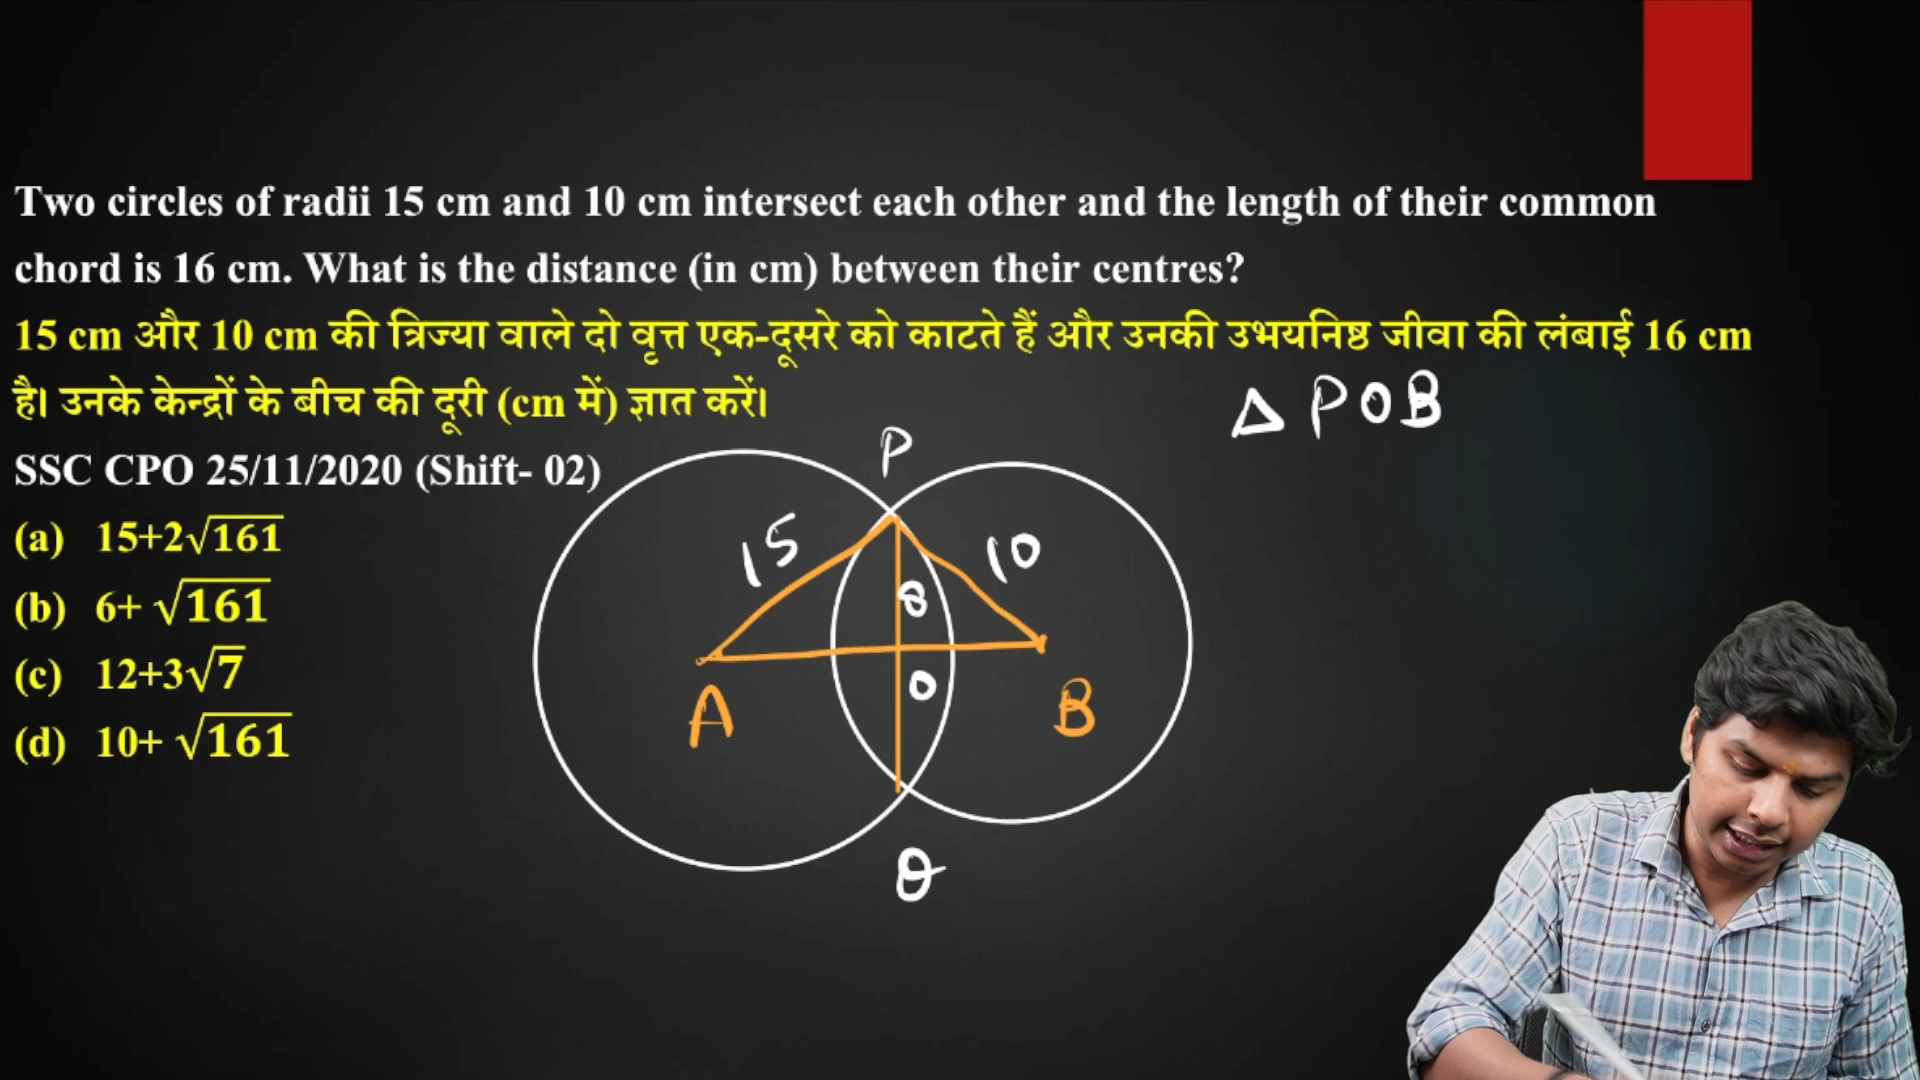 Two circles of radii 15 cm and 10 cm intersect each other and the length of their common
chord is 16 cm. What is the distance (in cm) between their centres?
15 cm और 10 cm की त्रिज्या वाले दो वृत्त एक-दूसरे को काटते हैं और उनकी उभयनिष्ठ जीवा की लंबाई 16 cm
है। उनके केन्द्रों के बीच की दूरी (cm में) ज्ञात करें।
Δ POB
SSC CPO 25/11/2020 (Shift- 02)
(a) 15+2√161
(b) 6+ √161
(c) 12+3√7
(d) 10+ √161
P
15
10
8
O
A
B
Q